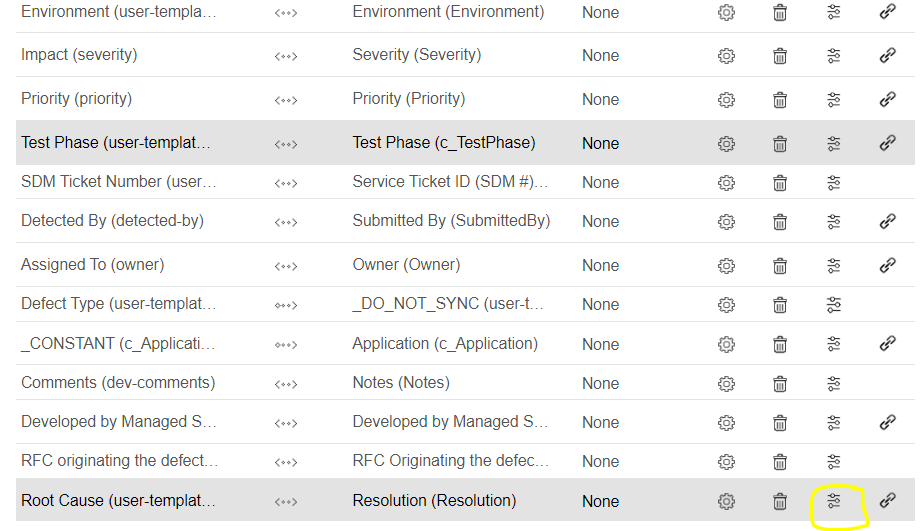 Environment (user-templa… Environment (Environment) None
Impact (severity) Severity (Severity) None
Priority (priority) Priority (Priority) None
Test Phase (user-templat… Test Phase (c_TestPhase) None
SDM Ticket Number (user… Service Ticket ID (SDM #)… None
Detected By (detected-by) Submitted By (SubmittedBy) None
Assigned To (owner) Owner (Owner) None
Defect Type (user-templat… _DO_NOT_SYNC (user-t… None
_CONSTANT (c_Applicati… Application (c_Application) None
Comments (dev-comments) Notes (Notes) None
Developed by Managed S… Developed by Managed S… None
RFC originating the defect… RFC Originating the defec… None
Root Cause (user-templat… Resolution (Resolution) None